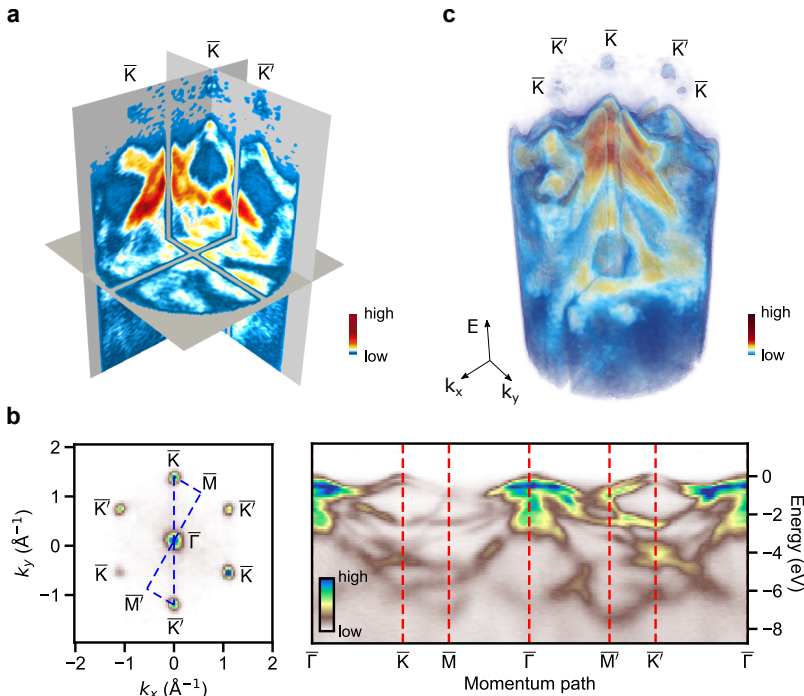 a
K̅
K̅
K̅′
high
low
c
K̅
K̅′
K̅′
K̅
K̅
E
kx
ky
high
low
b
2
1
0
−1
ky (Å−1)
K̅
M̅
K̅′
K̅′
Γ̅
K̅
K̅
M̅′
K̅′
−2 −1 0 1 2
kx (Å−1)
high
low
0
−2
−4
−6
−8
Energy (eV)
Γ̅ K̅ M̅ Γ̅ M̅′ K̅′ Γ̅
Momentum path